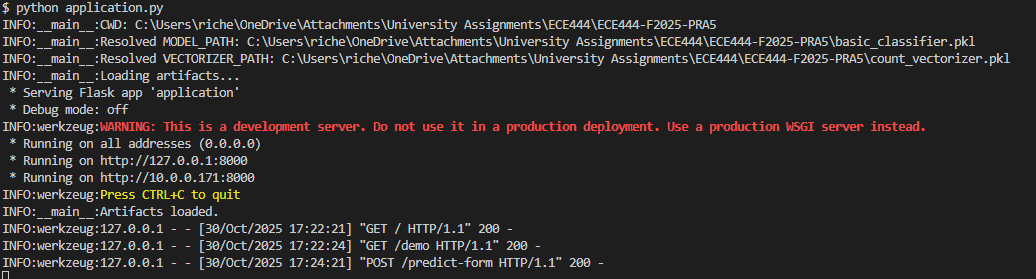 $ python application.py
INFO:__main__:CWD: C:\Users\riche\OneDrive\Attachments\University Assignments\ECE444\ECE444-F2025-PRA5
INFO:__main__:Resolved MODEL_PATH: C:\Users\riche\OneDrive\Attachments\University Assignments\ECE444\ECE444-F2025-PRA5\basic_classifier.pkl
INFO:__main__:Resolved VECTORIZER_PATH: C:\Users\riche\OneDrive\Attachments\University Assignments\ECE444\ECE444-F2025-PRA5\count_vectorizer.pkl
INFO:__main__:Loading artifacts...
 * Serving Flask app 'application'
 * Debug mode: off
INFO:werkzeug:WARNING: This is a development server. Do not use it in a production deployment. Use a production WSGI server instead.
 * Running on all addresses (0.0.0.0)
 * Running on http://127.0.0.1:8000
 * Running on http://10.0.0.171:8000
INFO:werkzeug:Press CTRL+C to quit
INFO:__main__:Artifacts loaded.
INFO:werkzeug:127.0.0.1 - - [30/Oct/2025 17:22:21] "GET / HTTP/1.1" 200 -
INFO:werkzeug:127.0.0.1 - - [30/Oct/2025 17:22:24] "GET /demo HTTP/1.1" 200 -
INFO:werkzeug:127.0.0.1 - - [30/Oct/2025 17:24:21] "POST /predict-form HTTP/1.1" 200 -